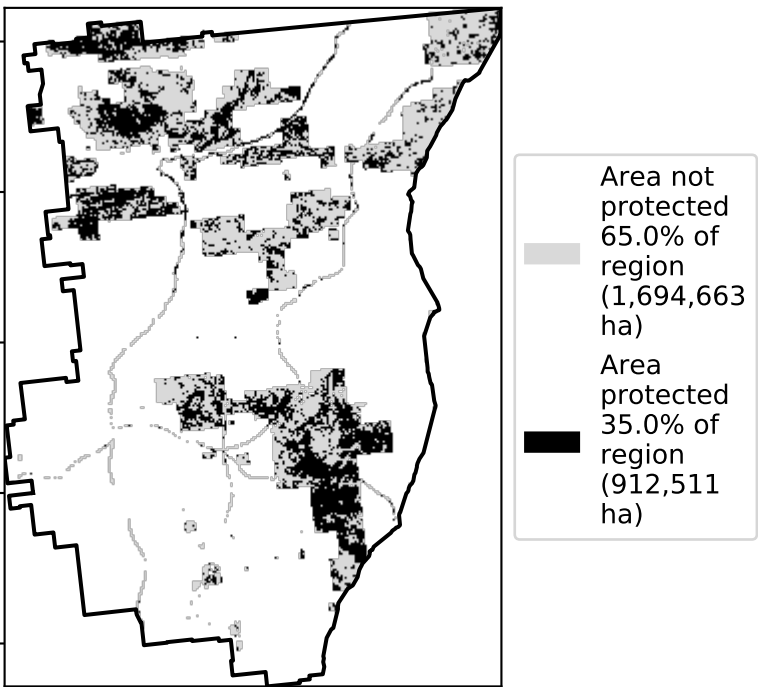 Area not
protected
65.0% of
region
(1,694,663
ha)
Area
protected
35.0% of
region
(912,511
ha)